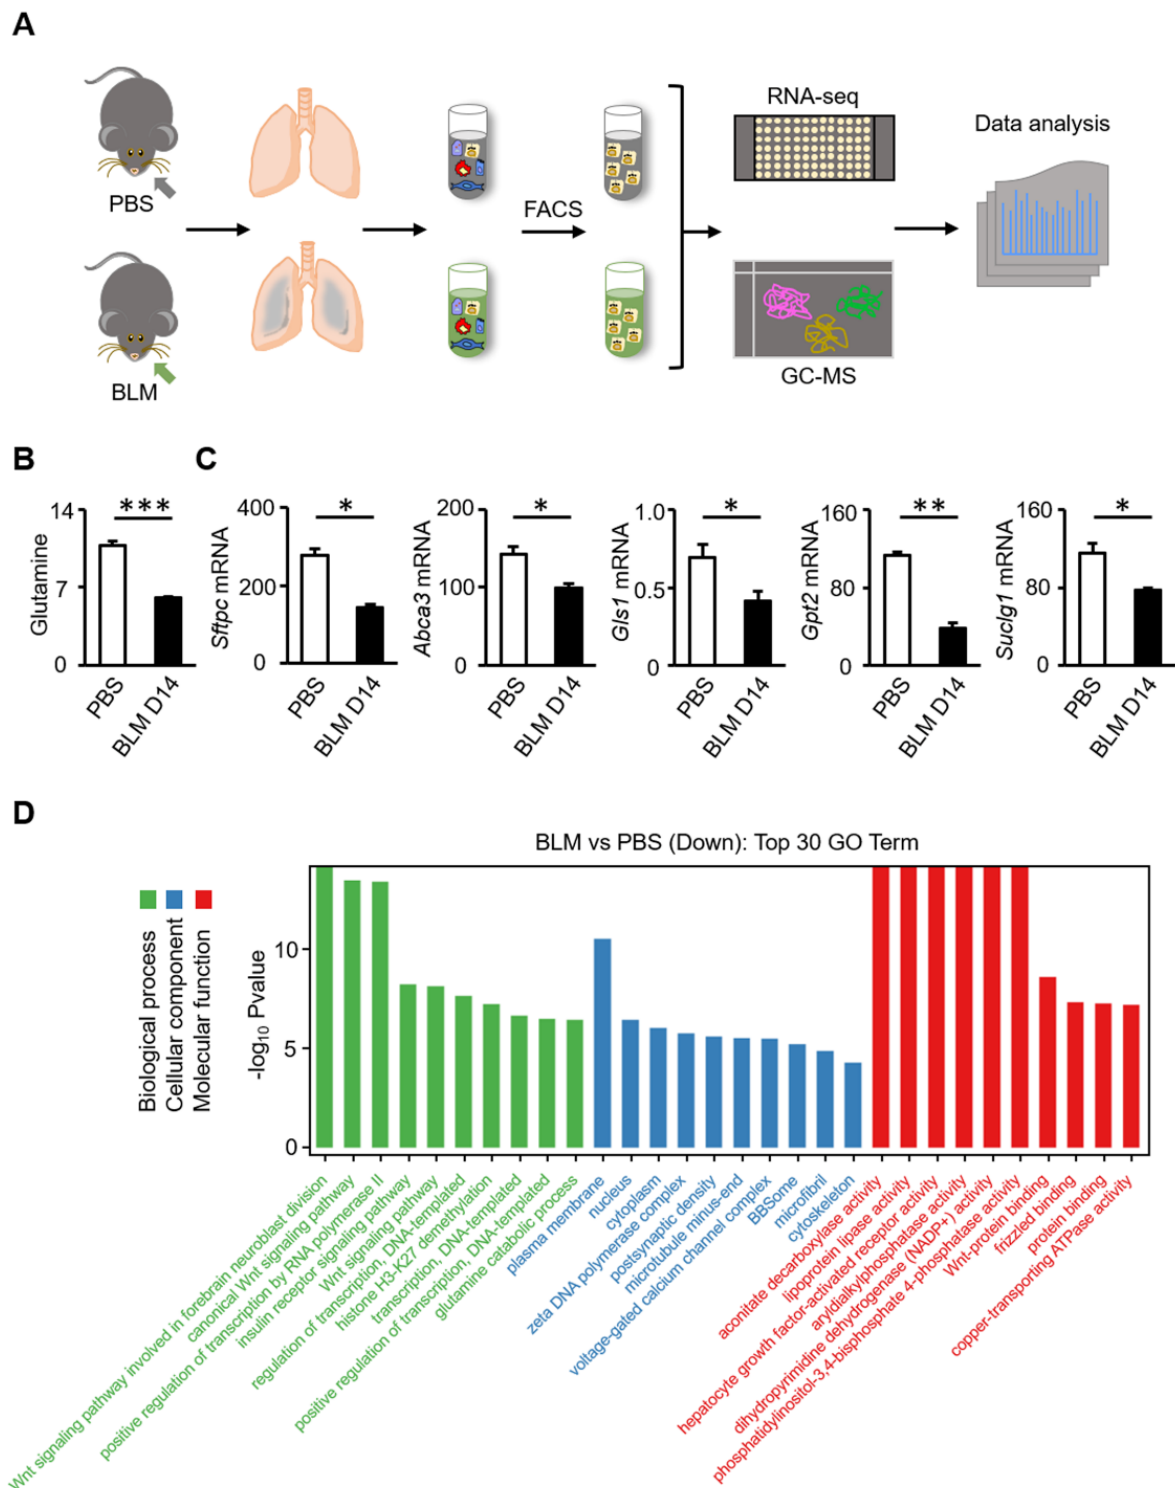 A
PBS
BLM
FACS
RNA-seq
GC-MS
Data analysis
B
Glutamine
14
7
0
***
PBS
BLM D14
C
Sftpc mRNA
400
200
0
*
PBS
BLM D14
Abca3 mRNA
200
100
0
*
PBS
BLM D14
Gls1 mRNA
1.0
0.5
0
*
PBS
BLM D14
Gpt2 mRNA
160
80
0
**
PBS
BLM D14
Suclg1 mRNA
160
80
0
*
PBS
BLM D14
D
BLM vs PBS (Down): Top 30 GO Term
Biological process
Cellular component
Molecular function
-log10 Pvalue
10
5
0
Wnt signaling pathway involved in forebrain neuroblast division
canonical Wnt signaling pathway
positive regulation of transcription by RNA polymerase II
insulin receptor signaling pathway
Wnt signaling pathway
regulation of transcription, DNA-templated
histone H3-K27 demethylation
transcription, DNA-templated
positive regulation of transcription, DNA-templated
glutamine catabolic process
plasma membrane
nucleus
cytoplasm
zeta DNA polymerase complex
postsynaptic density
microtubule minus-end
voltage-gated calcium channel complex
BBSome
microfibril
cytoskeleton
aconitate decarboxylase activity
lipoprotein lipase activity
hepatocyte growth factor-activated receptor activity
aryldialkylphosphatase activity
dihydropyrimidine dehydrogenase (NADP+) activity
phosphatidylinositol-3,4-bisphosphate 4-phosphatase activity
Wnt-protein binding
frizzled binding
protein binding
copper-transporting ATPase activity